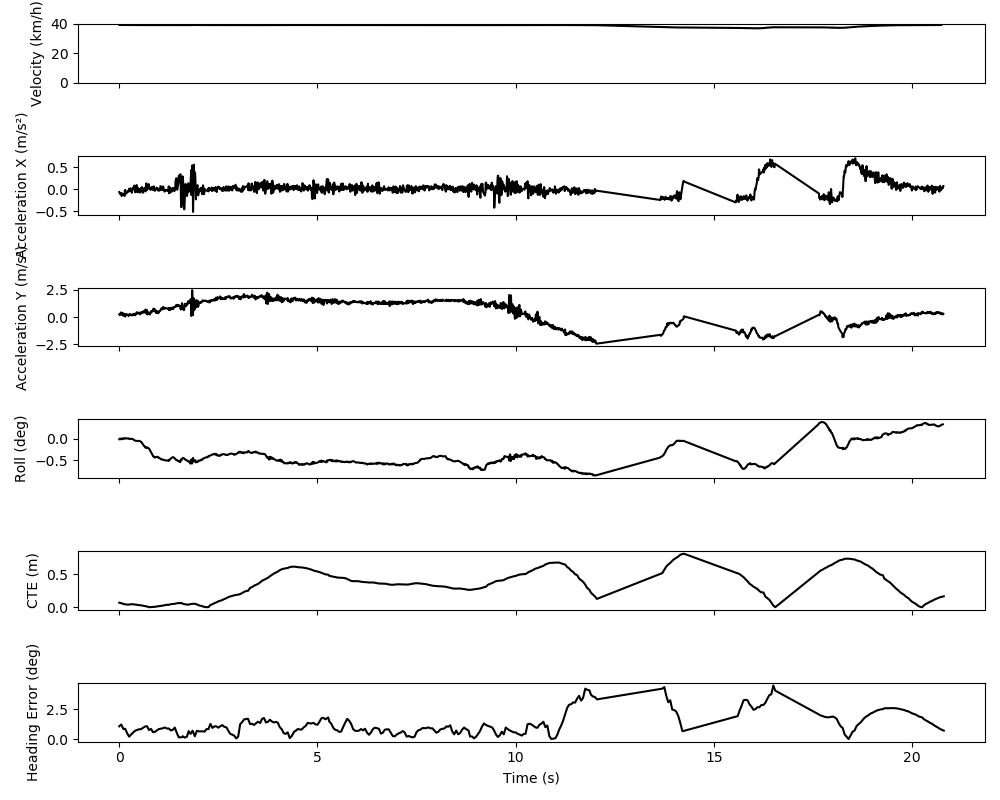 Velocity (km/h)
40
20
0
Acceleration X (m/s²)
0.5
0.0
−0.5
Acceleration Y (m/s²)
2.5
0.0
−2.5
Roll (deg)
0.0
−0.5
CTE (m)
0.5
0.0
Heading Error (deg)
2.5
0.0
0 5 10 15 20
Time (s)